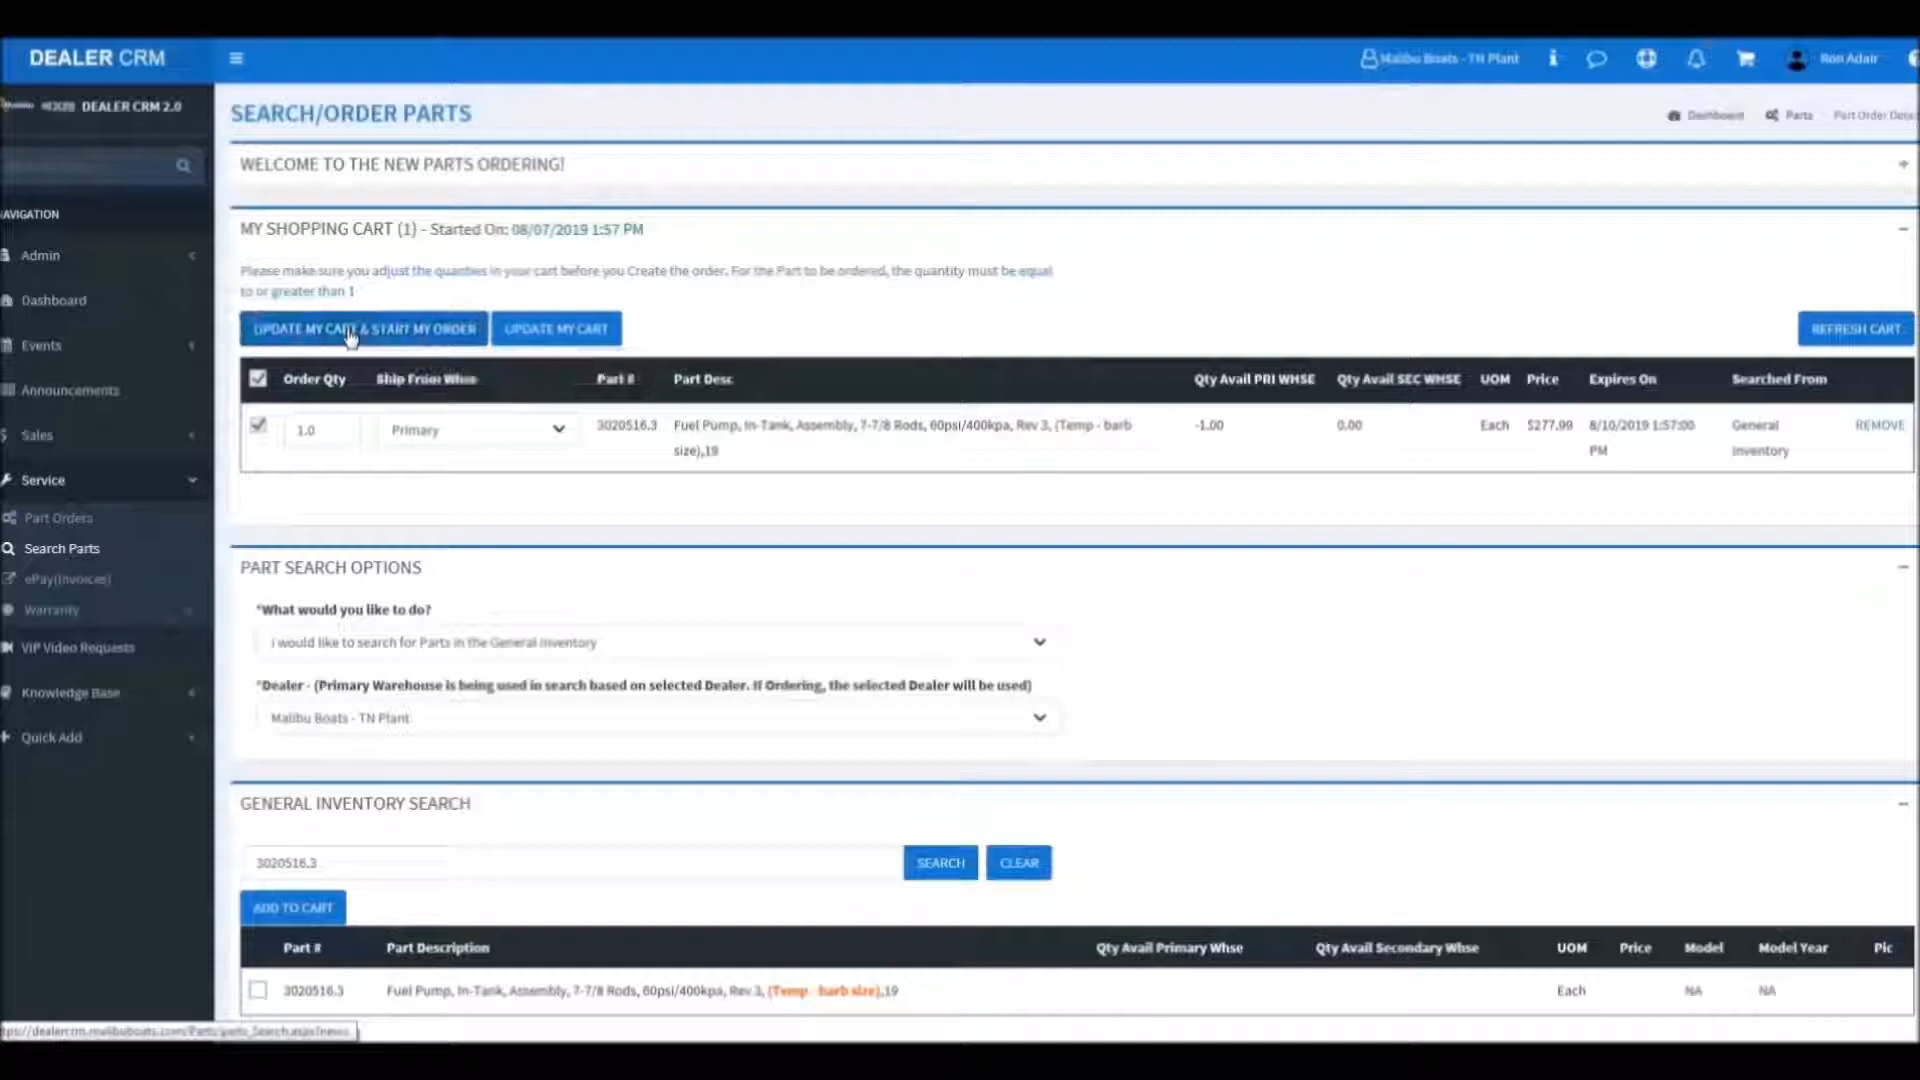 DEALER CRM
Malibu Boats - TN Plant
Ron Adair
DEALER CRM 2.0
SEARCH/ORDER PARTS
Dashboard
Parts
Part Order Deta
WELCOME TO THE NEW PARTS ORDERING!
AVIGATION
MY SHOPPING CART (1) - Started On: 08/07/2019 1:57 PM
Admin
Please make sure you adjust the quanties in your cart before you Create the order. For the Part to be ordered, the quantity must be equal
to or greater than 1
Dashboard
UPDATE MY CART & START MY ORDER
UPDATE MY CART
REFRESH CART
Events
Order Qty Ship From Whse Part # Part Desc Qty Avail PRI WHSE Qty Avail SEC WHSE UOM Price Expires On Searched From
Announcements
1.0 Primary 3020516.3 Fuel Pump, In-Tank, Assembly, 7-7/8 Rods, 60psi/400kpa, Rev 3, (Temp - barb -1.00 0.00 Each $277.99 8/10/2019 1:57:00 General REMOVE
size),19 PM Inventory
Sales
Service
Part Orders
Search Parts
ePay(Invoices)
Warranty
VIP Video Requests
Knowledge Base
Quick Add
PART SEARCH OPTIONS
*What would you like to do?
I would like to search for Parts in the General Inventory
*Dealer - (Primary Warehouse is being used in search based on selected Dealer. If Ordering, the selected Dealer will be used)
Malibu Boats - TN Plant
GENERAL INVENTORY SEARCH
3020516.3
SEARCH
CLEAR
ADD TO CART
Part # Part Description Qty Avail Primary Whse Qty Avail Secondary Whse UOM Price Model Model Year Pic
3020516.3 Fuel Pump, In-Tank, Assembly, 7-7/8 Rods, 60psi/400kpa, Rev 3, (Temp - barb size),19 Each NA NA
tps://dealercrm.malibuboats.com/Parts/parts_Search.aspx?news